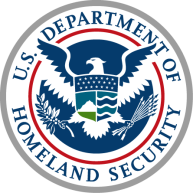 U.S. DEPARTMENT OF
HOMELAND SECURITY